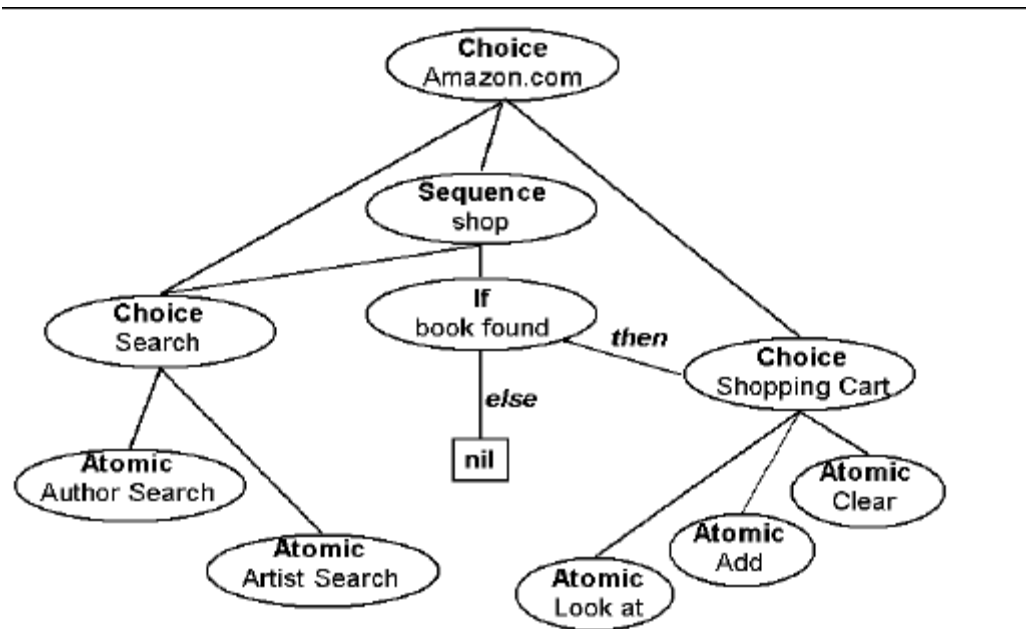 Choice
Amazon.com
Sequence
shop
If
book found
then
Choice
Search
Choice
Shopping Cart
else
nil
Atomic
Author Search
Atomic
Clear
Atomic
Add
Atomic
Artist Search
Atomic
Look at